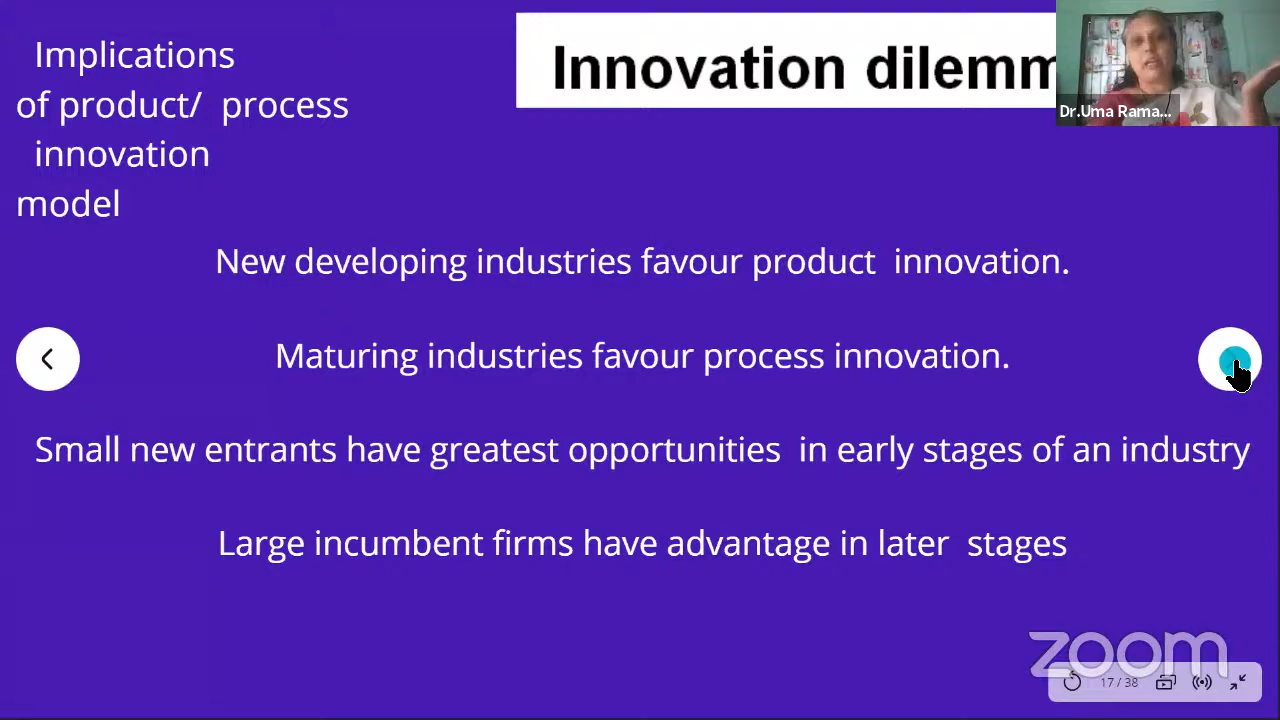 Implications
of product/ process
innovation
model
Innovation dilemm
Dr.Uma Rama...
New developing industries favour product innovation.
Maturing industries favour process innovation.
Small new entrants have greatest opportunities in early stages of an industry
Large incumbent firms have advantage in later stages
zoom
17 / 38